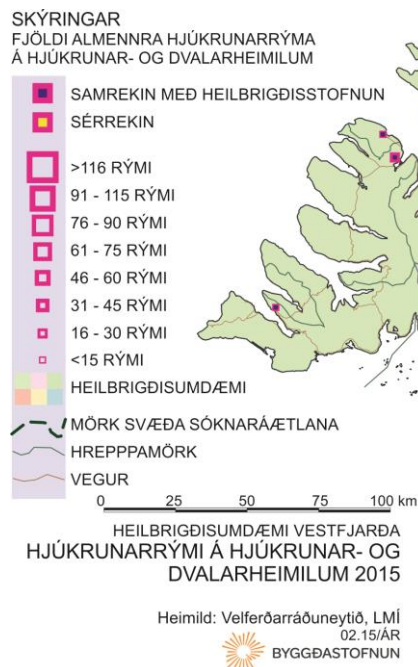 SKÝRINGAR
FJÖLDI ALMENNRA HJÚKRUNARRÝMA
Á HJÚKRUNAR- OG DVALARHEIMILUM
SAMREKIN MEÐ HEILBRIGÐISSTOFNUN
SÉRREKIN
>116 RÝMI
91 - 115 RÝMI
76 - 90 RÝMI
61 - 75 RÝMI
46 - 60 RÝMI
31 - 45 RÝMI
16 - 30 RÝMI
<15 RÝMI
HEILBRIGÐISUMDÆMI
MÖRK SVÆÐA SÓKNARÁÆTLANA
HREPPPAMÖRK
VEGUR
0 25 50 75 100 km
HEILBRIGÐISUMDÆMI VESTFJARÐA
HJÚKRUNARRÝMI Á HJÚKRUNAR- OG
DVALARHEIMILUM 2015
Heimild: Velferðarráðuneytið, LMÍ
02.15/ÁR
BYGGÐASTOFNUN